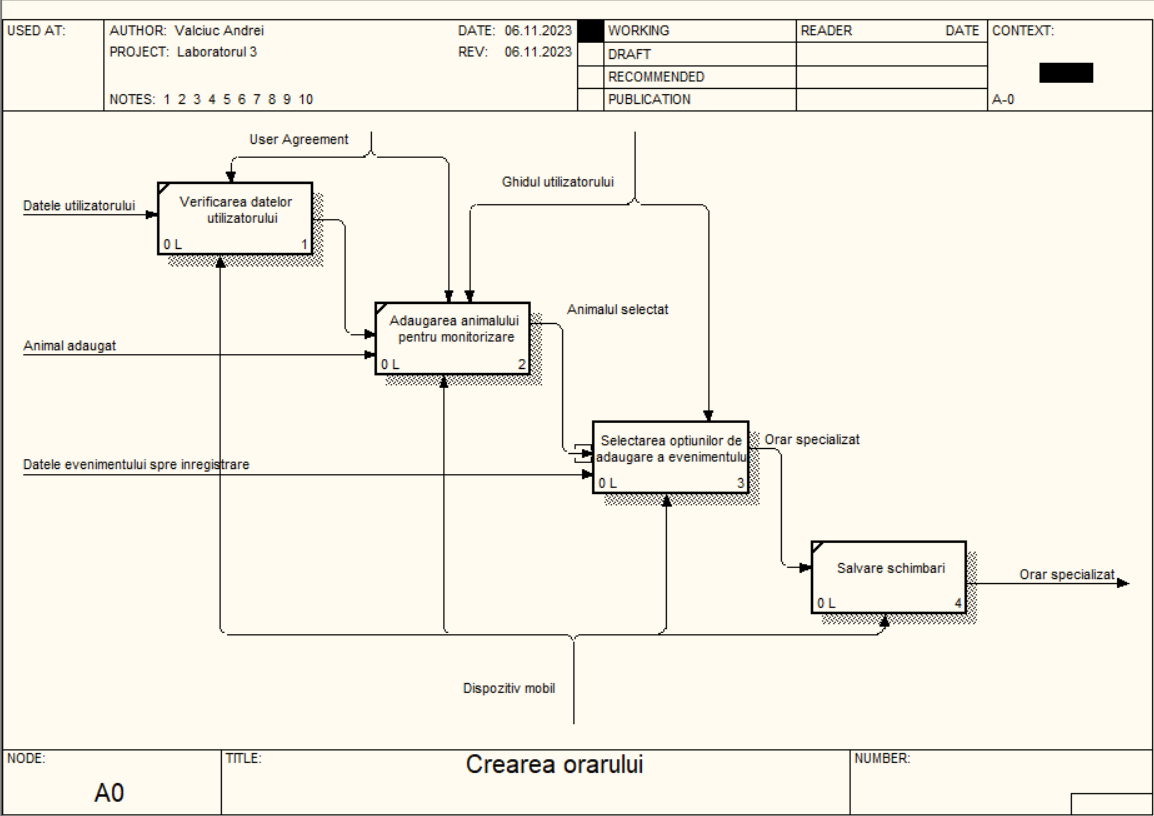 USED AT:
AUTHOR: Valciuc Andrei
DATE: 06.11.2023
PROJECT: Laboratorul 3
REV: 06.11.2023
NOTES: 1 2 3 4 5 6 7 8 9 10
WORKING
DRAFT
RECOMMENDED
PUBLICATION
READER
DATE
CONTEXT:
A-0
User Agreement
Ghidul utilizatorului
Datele utilizatorului
Verificarea datelor
utilizatorului
0 L
1
Animal adaugat
Adaugarea animalului
pentru monitorizare
0 L
2
Animalul selectat
Datele evenimentului spre inregistrare
Selectarea optiunilor de
adaugare a evenimentulu
0 L
3
Orar specializat
Salvare schimbari
0 L
4
Orar specializat
Dispozitiv mobil
NODE:
A0
TITLE:
Crearea orarului
NUMBER: